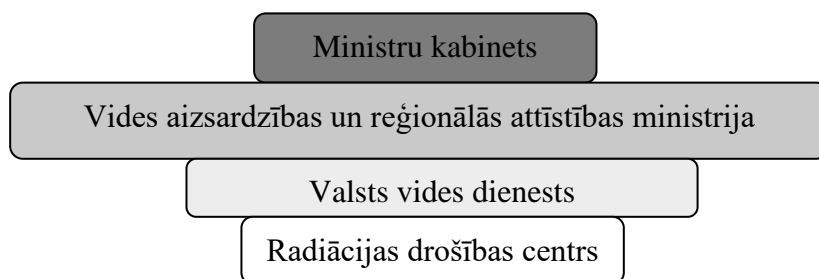 Ministru kabinets
Vides aizsardzības un reģionālās attīstības ministrija
Valsts vides dienests
Radiācijas drošības centrs